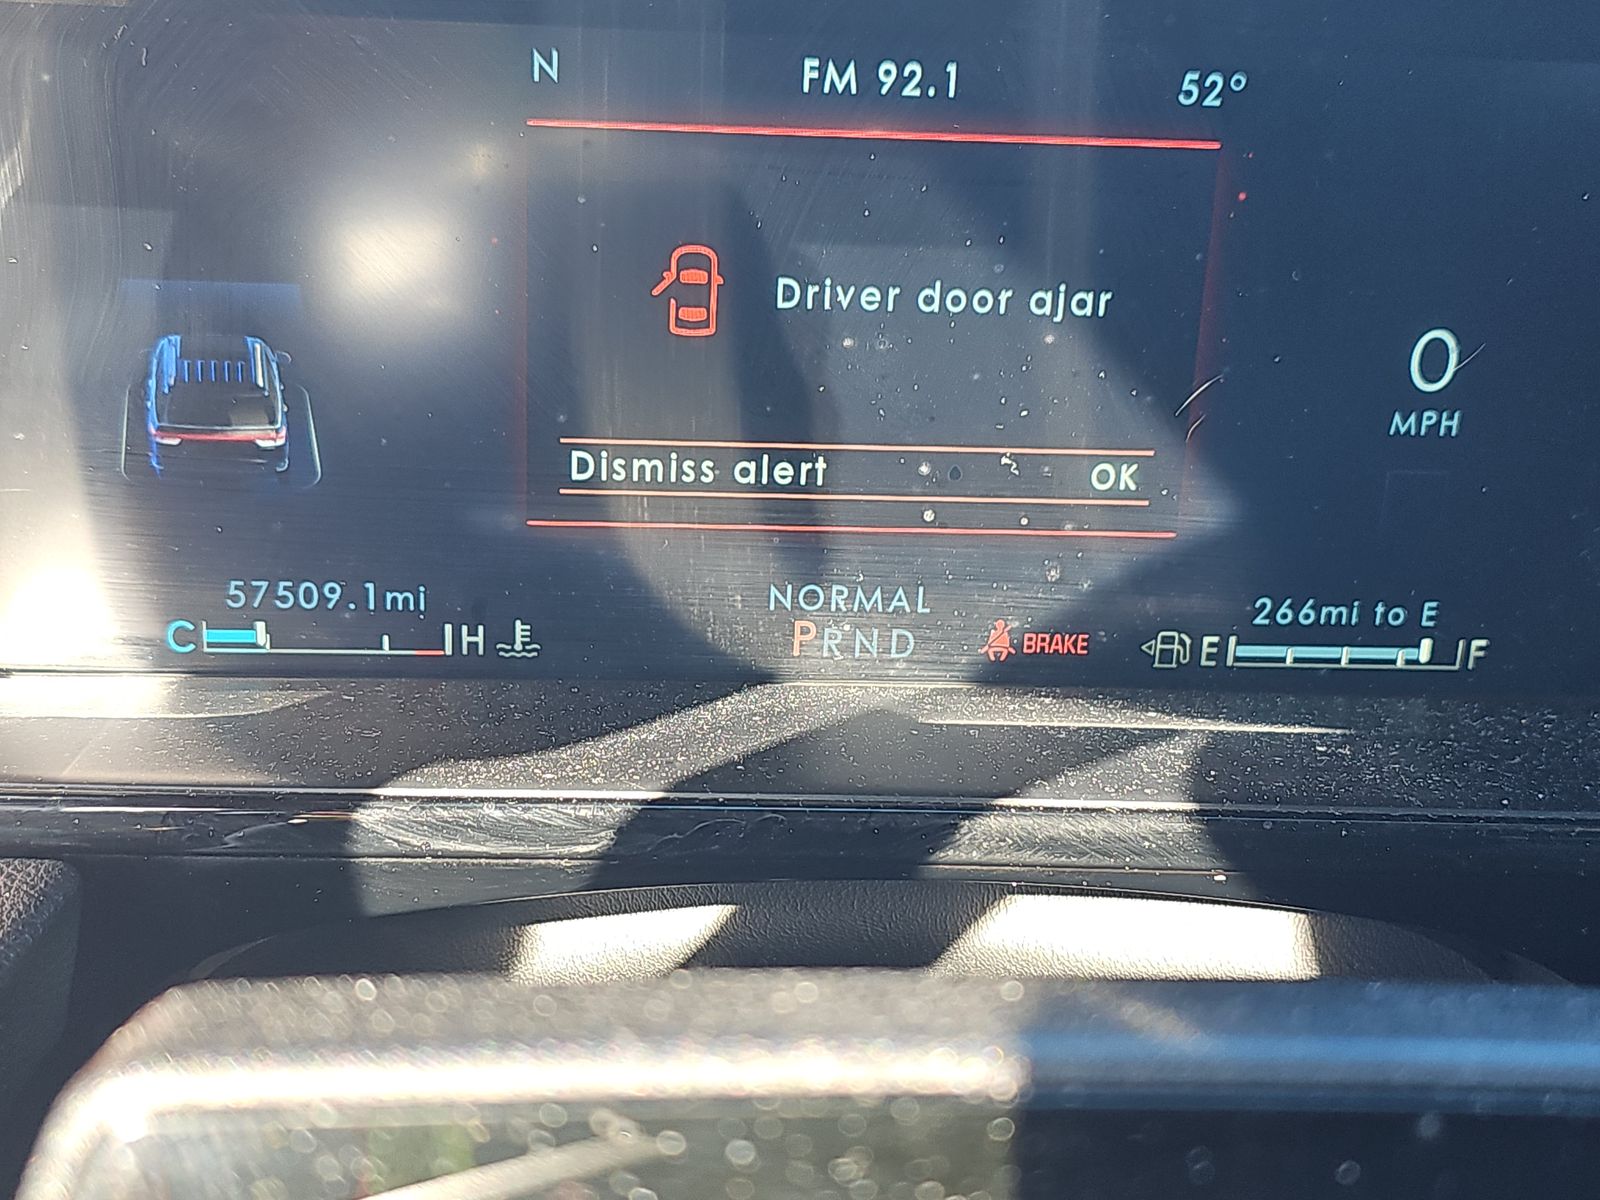 N FM 92.1 52°
Driver door ajar
0
MPH
Dismiss alert OK
57509.1mi NORMAL 266mi to E
C H PRND BRAKE E F